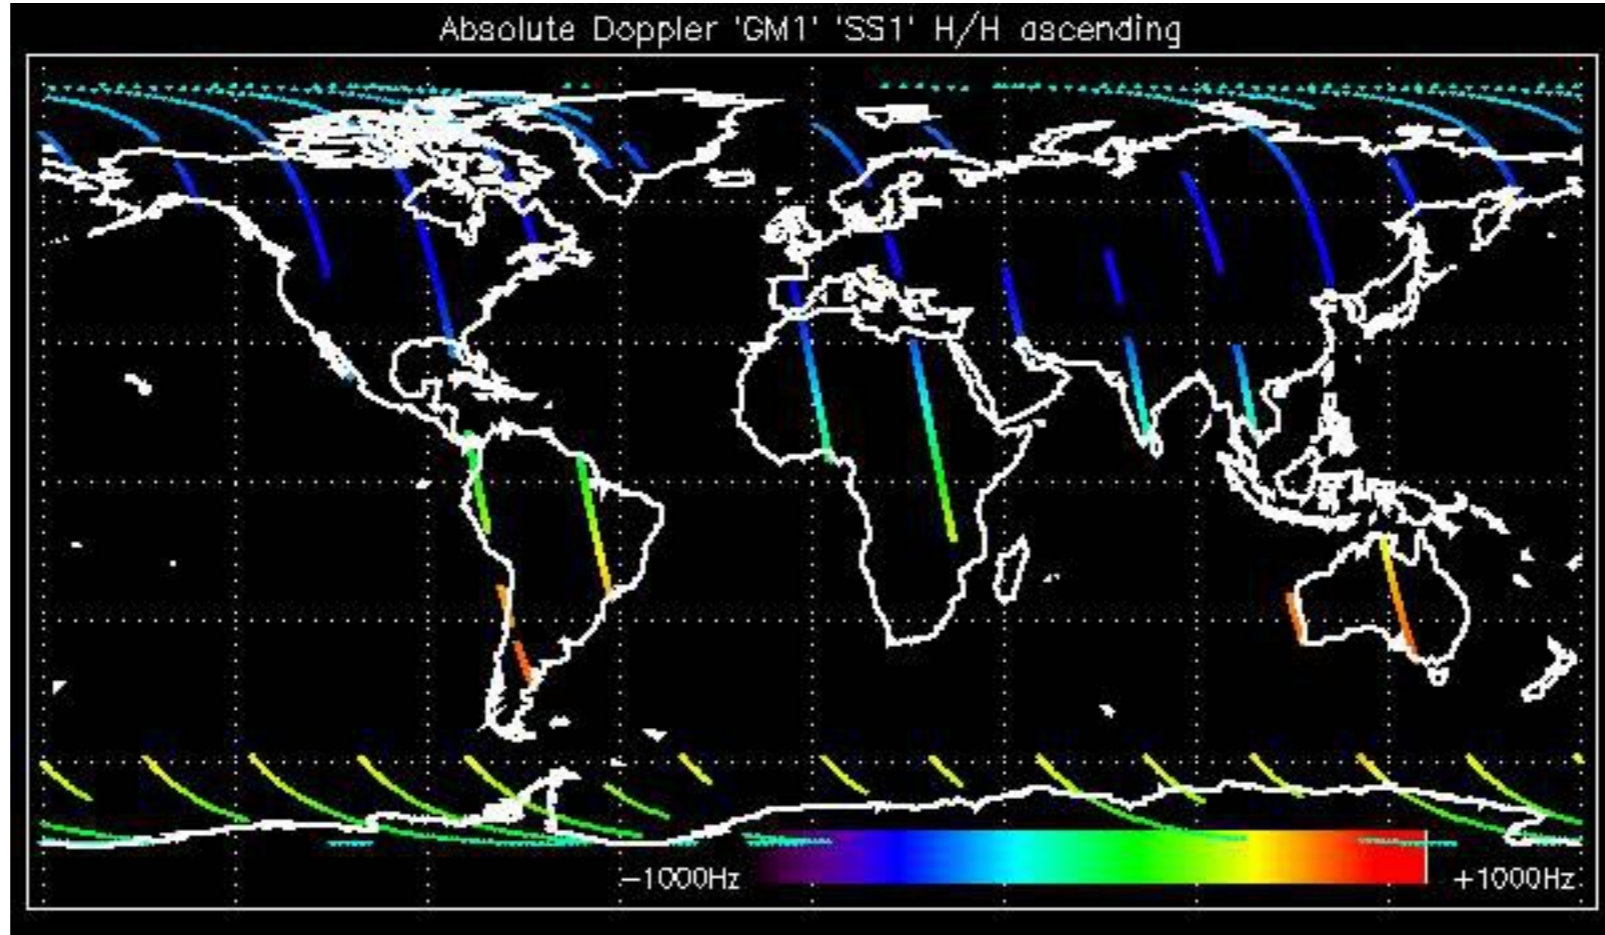 Absolute Doppler 'GM1' 'SS1' H/H ascending
−1000Hz
+1000Hz